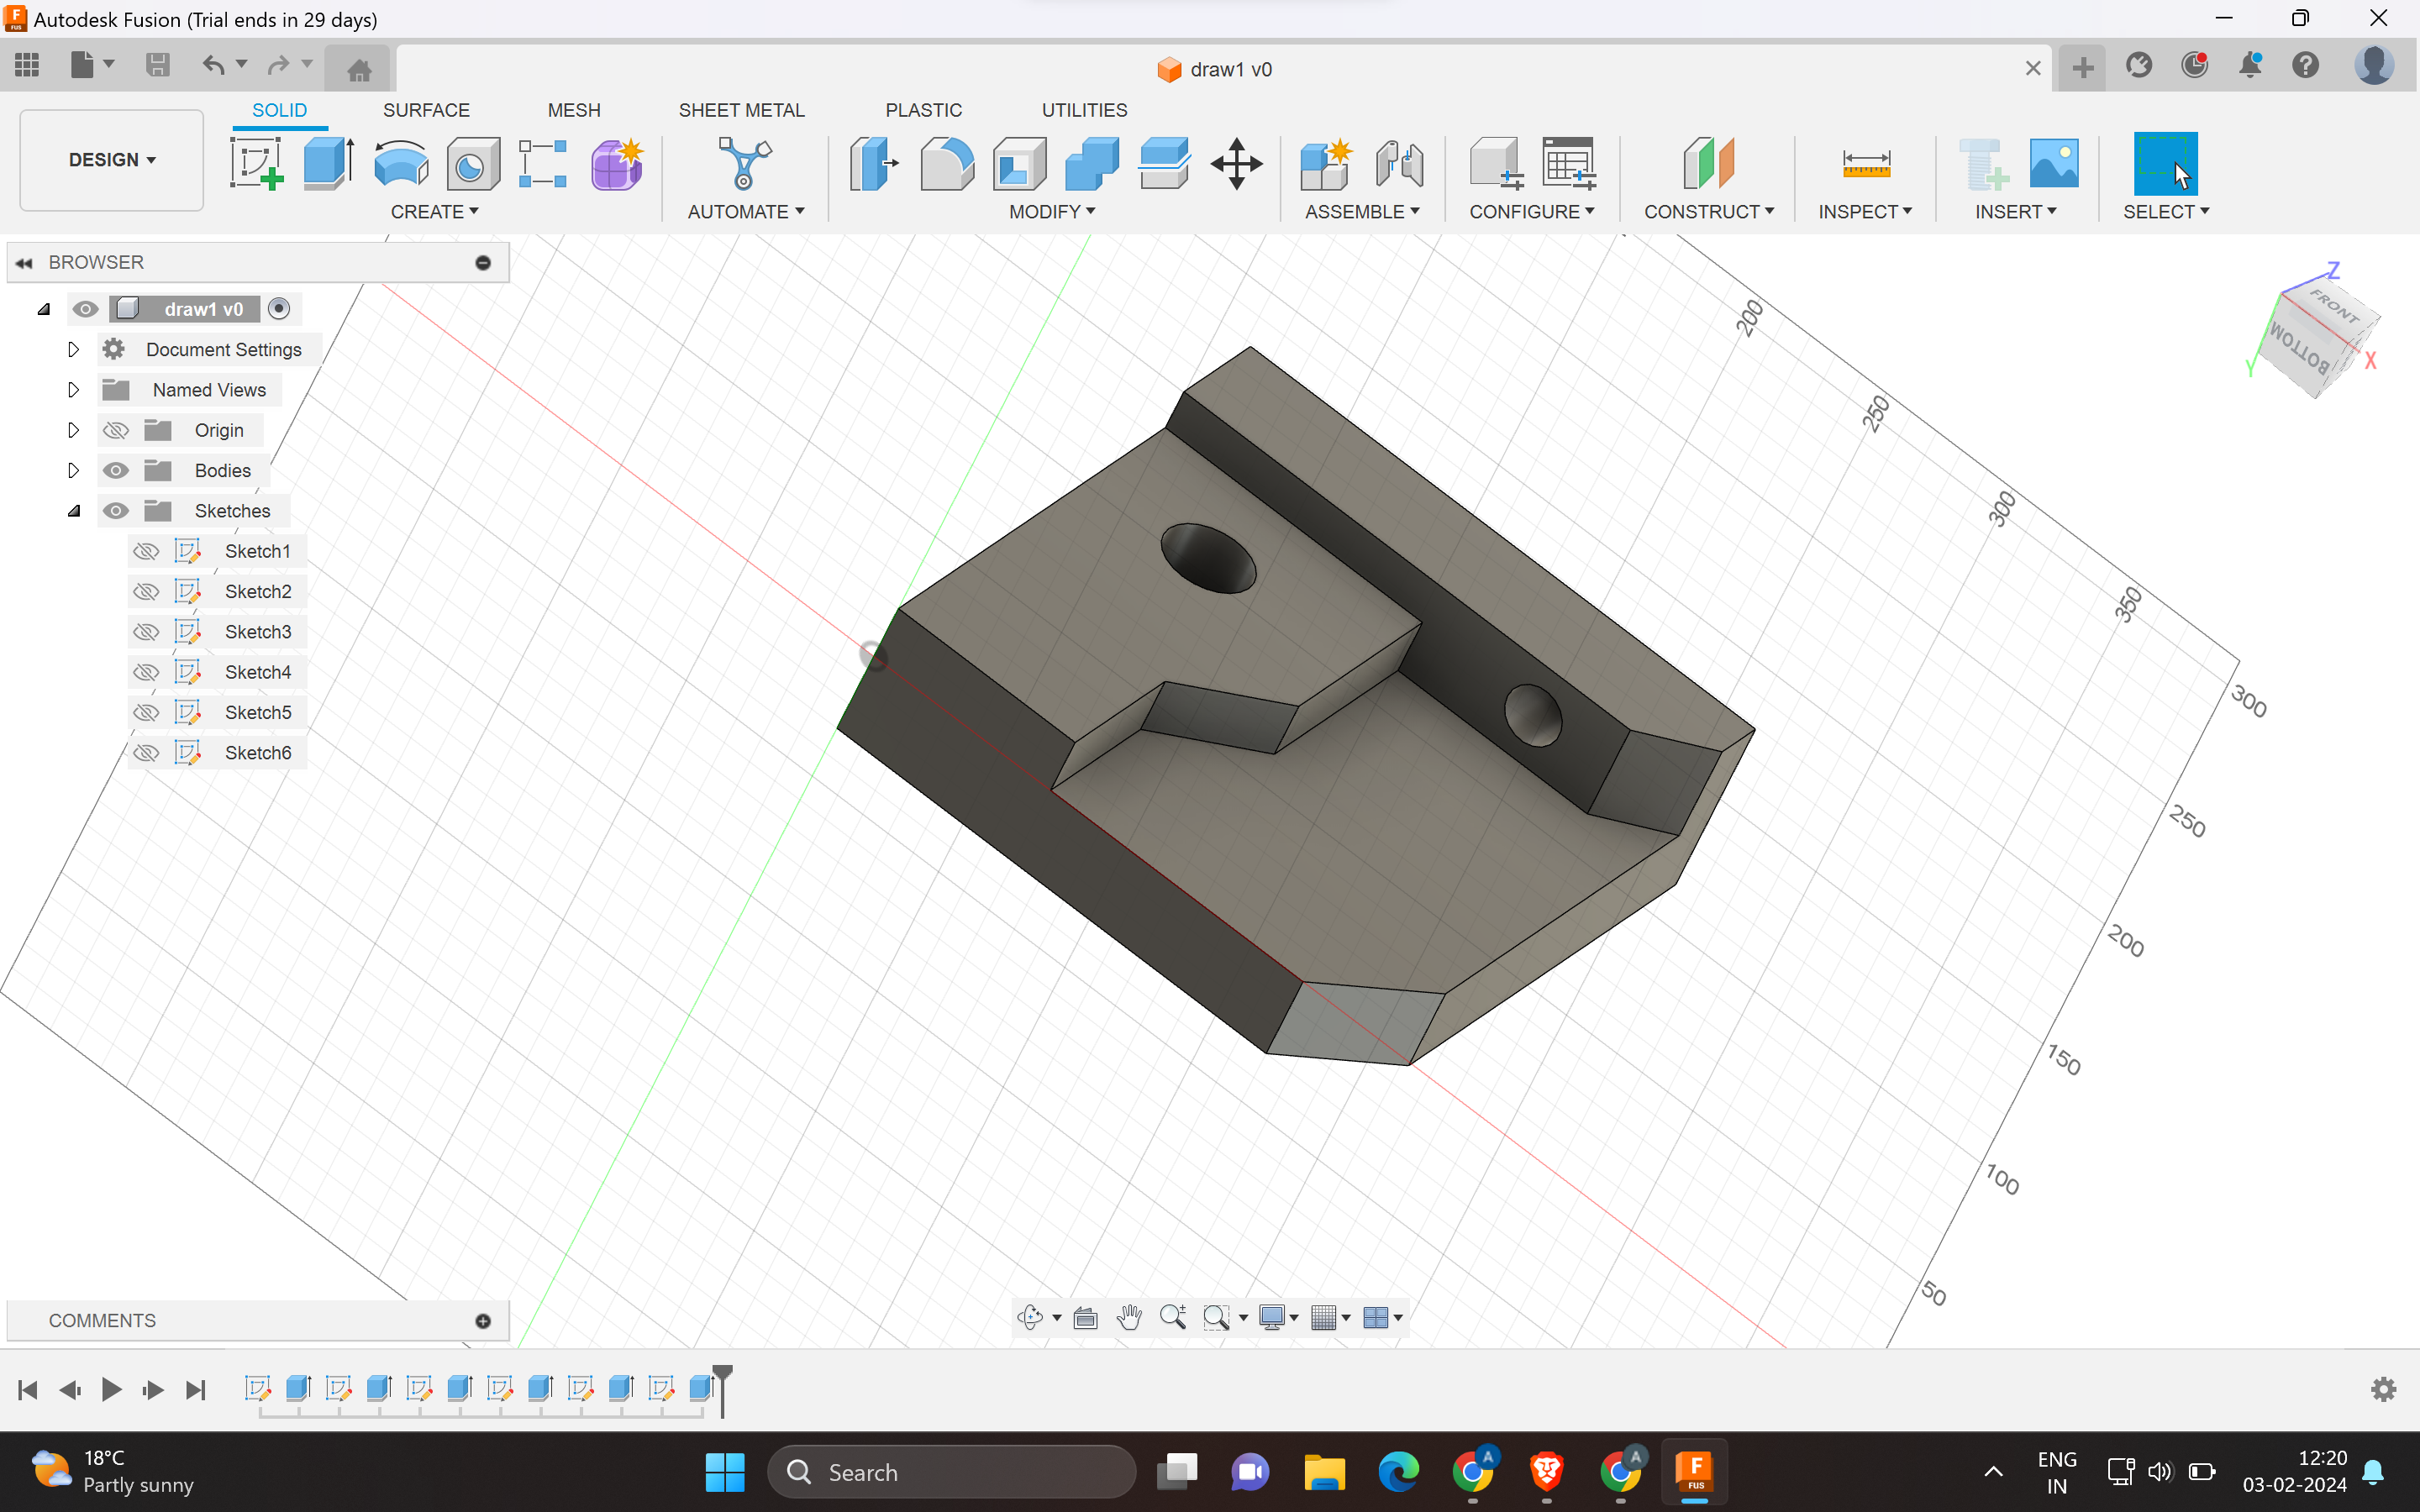 Autodesk Fusion (Trial ends in 29 days)
draw1 v0
SOLID SURFACE MESH SHEET METAL PLASTIC UTILITIES
DESIGN
CREATE AUTOMATE MODIFY ASSEMBLE CONFIGURE CONSTRUCT INSPECT INSERT SELECT
BROWSER
draw1 v0
Document Settings
Named Views
Origin
Bodies
Sketches
Sketch1
Sketch2
Sketch3
Sketch4
Sketch5
Sketch6
200
250
300
350
300
250
200
150
100
50
Z
FRONT
BOTTOM
X
Y
COMMENTS
18°C
Partly sunny
Search
A
A
F
FUS
ENG
IN
12:20
03-02-2024